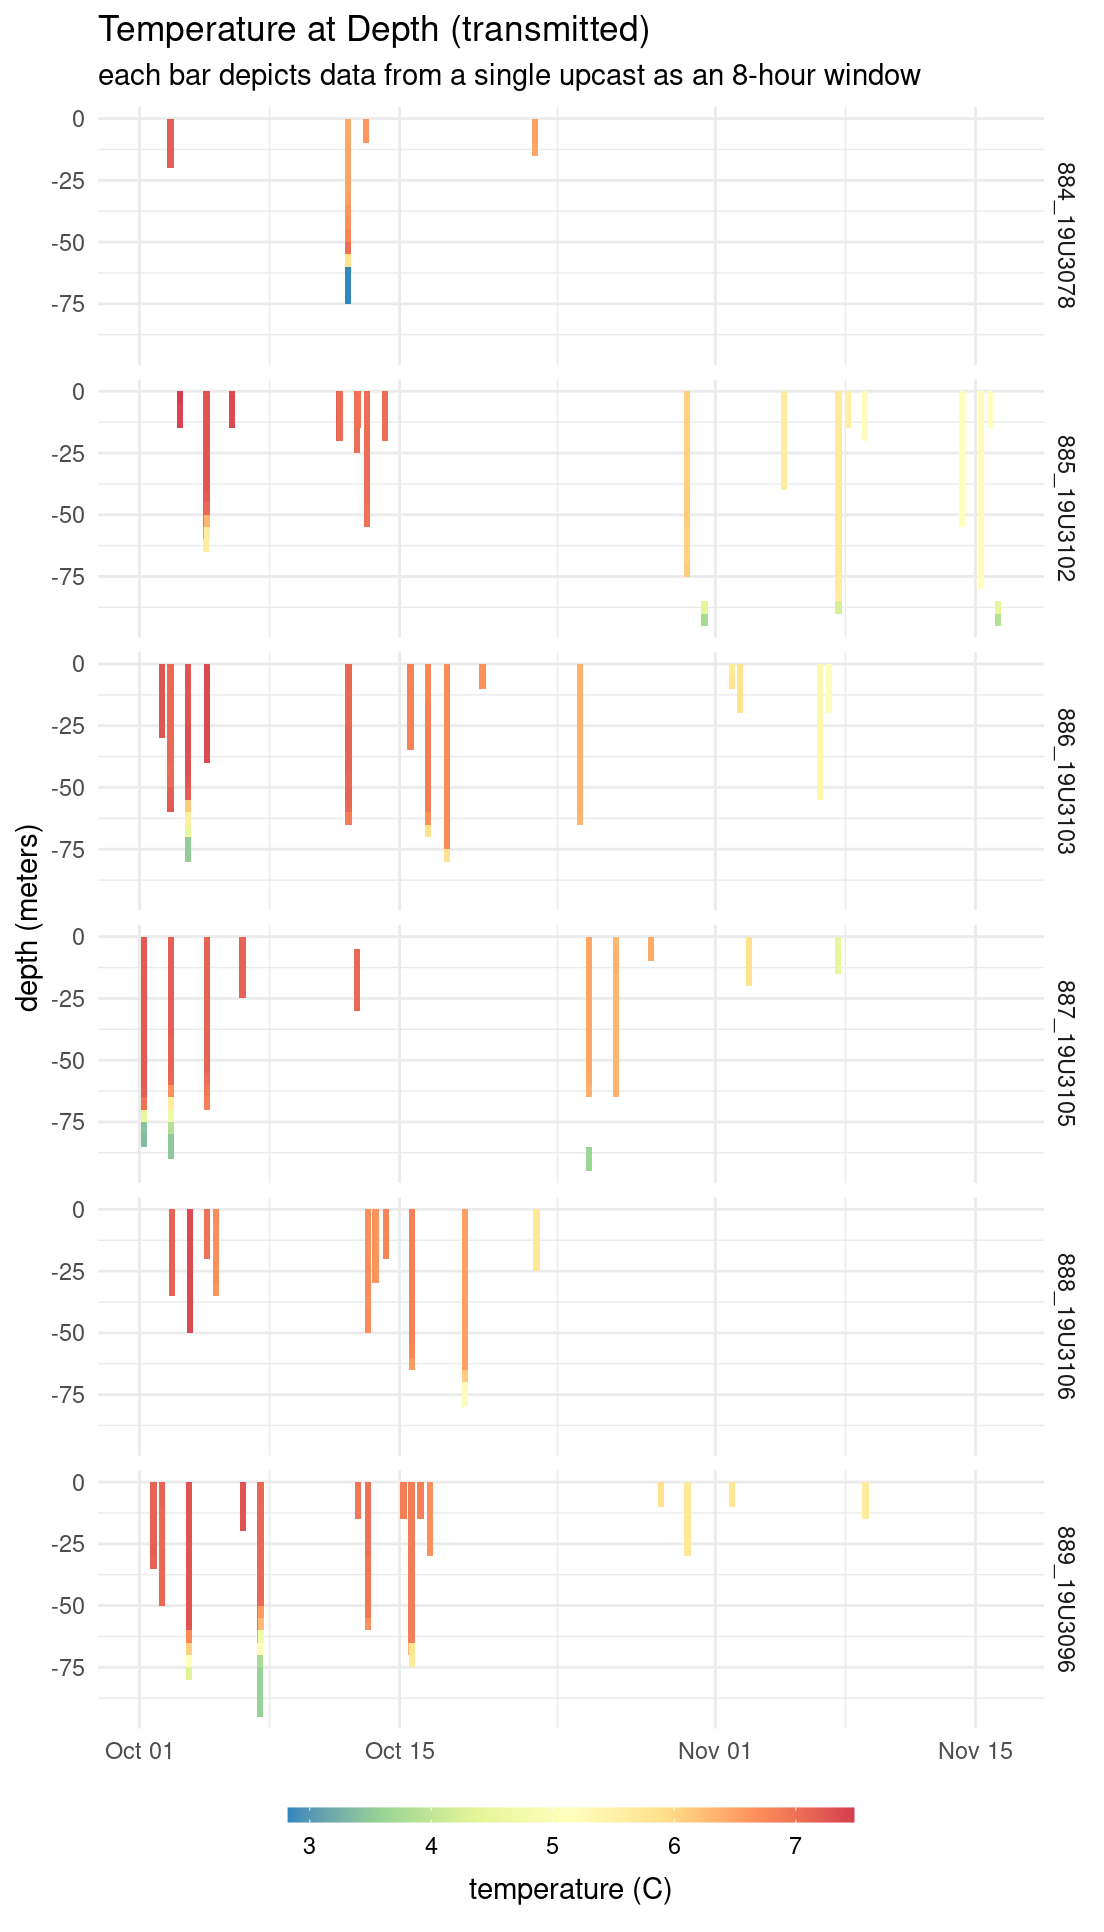 Temperature at Depth (transmitted)
each bar depicts data from a single upcast as an 8-hour window
depth (meters)
0
-25
-50
-75
884_19U3078
0
-25
-50
-75
885_19U3102
0
-25
-50
-75
886_19U3103
0
-25
-50
-75
887_19U3105
0
-25
-50
-75
888_19U3106
0
-25
-50
-75
889_19U3096
Oct 01 Oct 15 Nov 01 Nov 15
3 4 5 6 7
temperature (C)